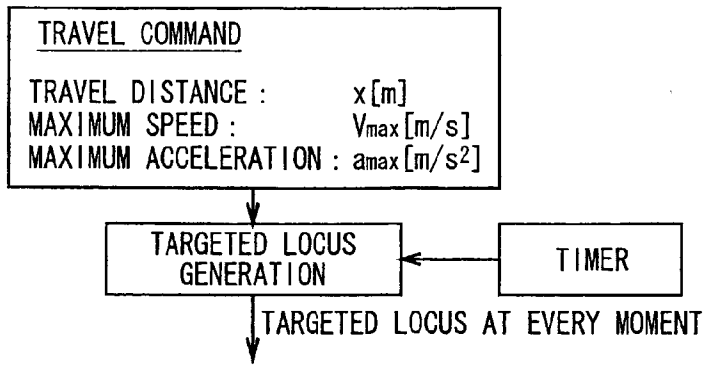 TRAVEL COMMAND
TRAVEL DISTANCE : x[m]
MAXIMUM SPEED : Vmax[m/s]
MAXIMUM ACCELERATION : amax[m/s²]
TARGETED LOCUS
GENERATION
TIMER
TARGETED LOCUS AT EVERY MOMENT